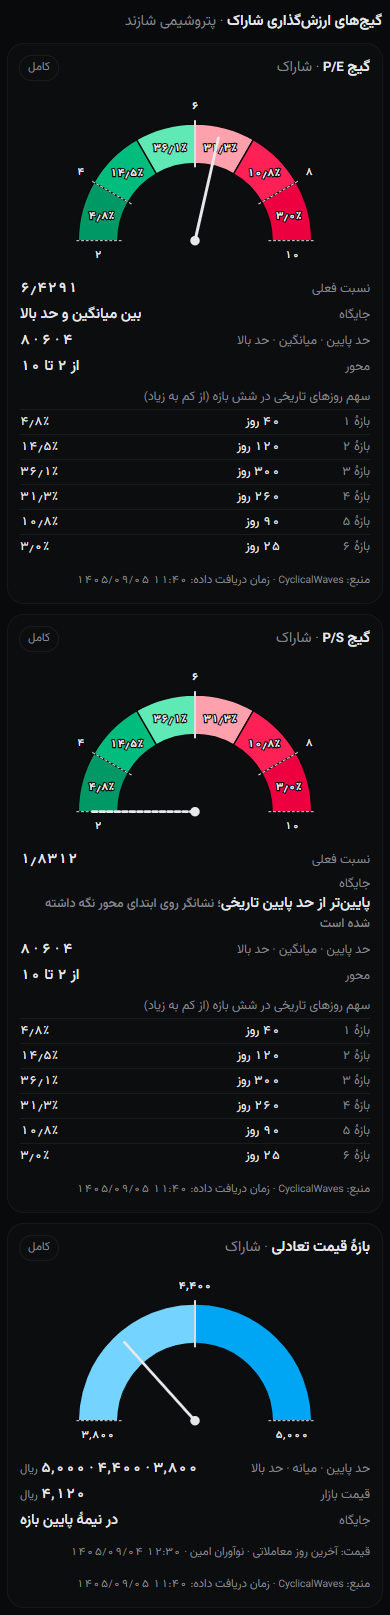 گیج‌های ارزش‌گذاری شاراک · پتروشیمی شازند
گیج P/E · شاراک
کامل
۶
۴
۸
۲
۱۰
۴٫۸٪
۱۴٫۵٪
۳۶٫۱٪
۳۱٫۳٪
۱۰٫۸٪
۳٫۰٪
نسبت فعلی ۶٫۴۲۹۱
جایگاه بین میانگین و حد بالا
حد پایین · میانگین · حد بالا ۴ · ۶ · ۸
محور از ۲ تا ۱۰
سهم روزهای تاریخی در شش بازه (از کم به زیاد)
بازهٔ ۱ ۴۰ روز ۴٫۸٪
بازهٔ ۲ ۱۲۰ روز ۱۴٫۵٪
بازهٔ ۳ ۳۰۰ روز ۳۶٫۱٪
بازهٔ ۴ ۲۶۰ روز ۳۱٫۳٪
بازهٔ ۵ ۹۰ روز ۱۰٫۸٪
بازهٔ ۶ ۲۵ روز ۳٫۰٪
منبع: CyclicalWaves · زمان دریافت داده: ۱۴۰۵/۰۹/۰۵ ۱۱:۴۰
گیج P/S · شاراک
کامل
۶
۴
۸
۲
۱۰
۴٫۸٪
۱۴٫۵٪
۳۶٫۱٪
۳۱٫۳٪
۱۰٫۸٪
۳٫۰٪
نسبت فعلی ۱٫۸۳۱۲
جایگاه
پایین‌تر از حد پایین تاریخی؛ نشانگر روی ابتدای محور نگه داشته
شده است
حد پایین · میانگین · حد بالا ۴ · ۶ · ۸
محور از ۲ تا ۱۰
سهم روزهای تاریخی در شش بازه (از کم به زیاد)
بازهٔ ۱ ۴۰ روز ۴٫۸٪
بازهٔ ۲ ۱۲۰ روز ۱۴٫۵٪
بازهٔ ۳ ۳۰۰ روز ۳۶٫۱٪
بازهٔ ۴ ۲۶۰ روز ۳۱٫۳٪
بازهٔ ۵ ۹۰ روز ۱۰٫۸٪
بازهٔ ۶ ۲۵ روز ۳٫۰٪
منبع: CyclicalWaves · زمان دریافت داده: ۱۴۰۵/۰۹/۰۵ ۱۱:۴۰
بازهٔ قیمت تعادلی · شاراک
کامل
۴٬۴۰۰
۳٬۸۰۰
۵٬۰۰۰
حد پایین · میانه · حد بالا ۳٬۸۰۰ · ۴٬۴۰۰ · ۵٬۰۰۰ ریال
قیمت بازار ۴٬۱۲۰ ریال
جایگاه در نیمهٔ پایین بازه
قیمت: آخرین روز معاملاتی · نوآوران امین · ۱۴۰۵/۰۹/۰۴ ۱۲:۳۰
منبع: CyclicalWaves · زمان دریافت داده: ۱۴۰۵/۰۹/۰۵ ۱۱:۴۰